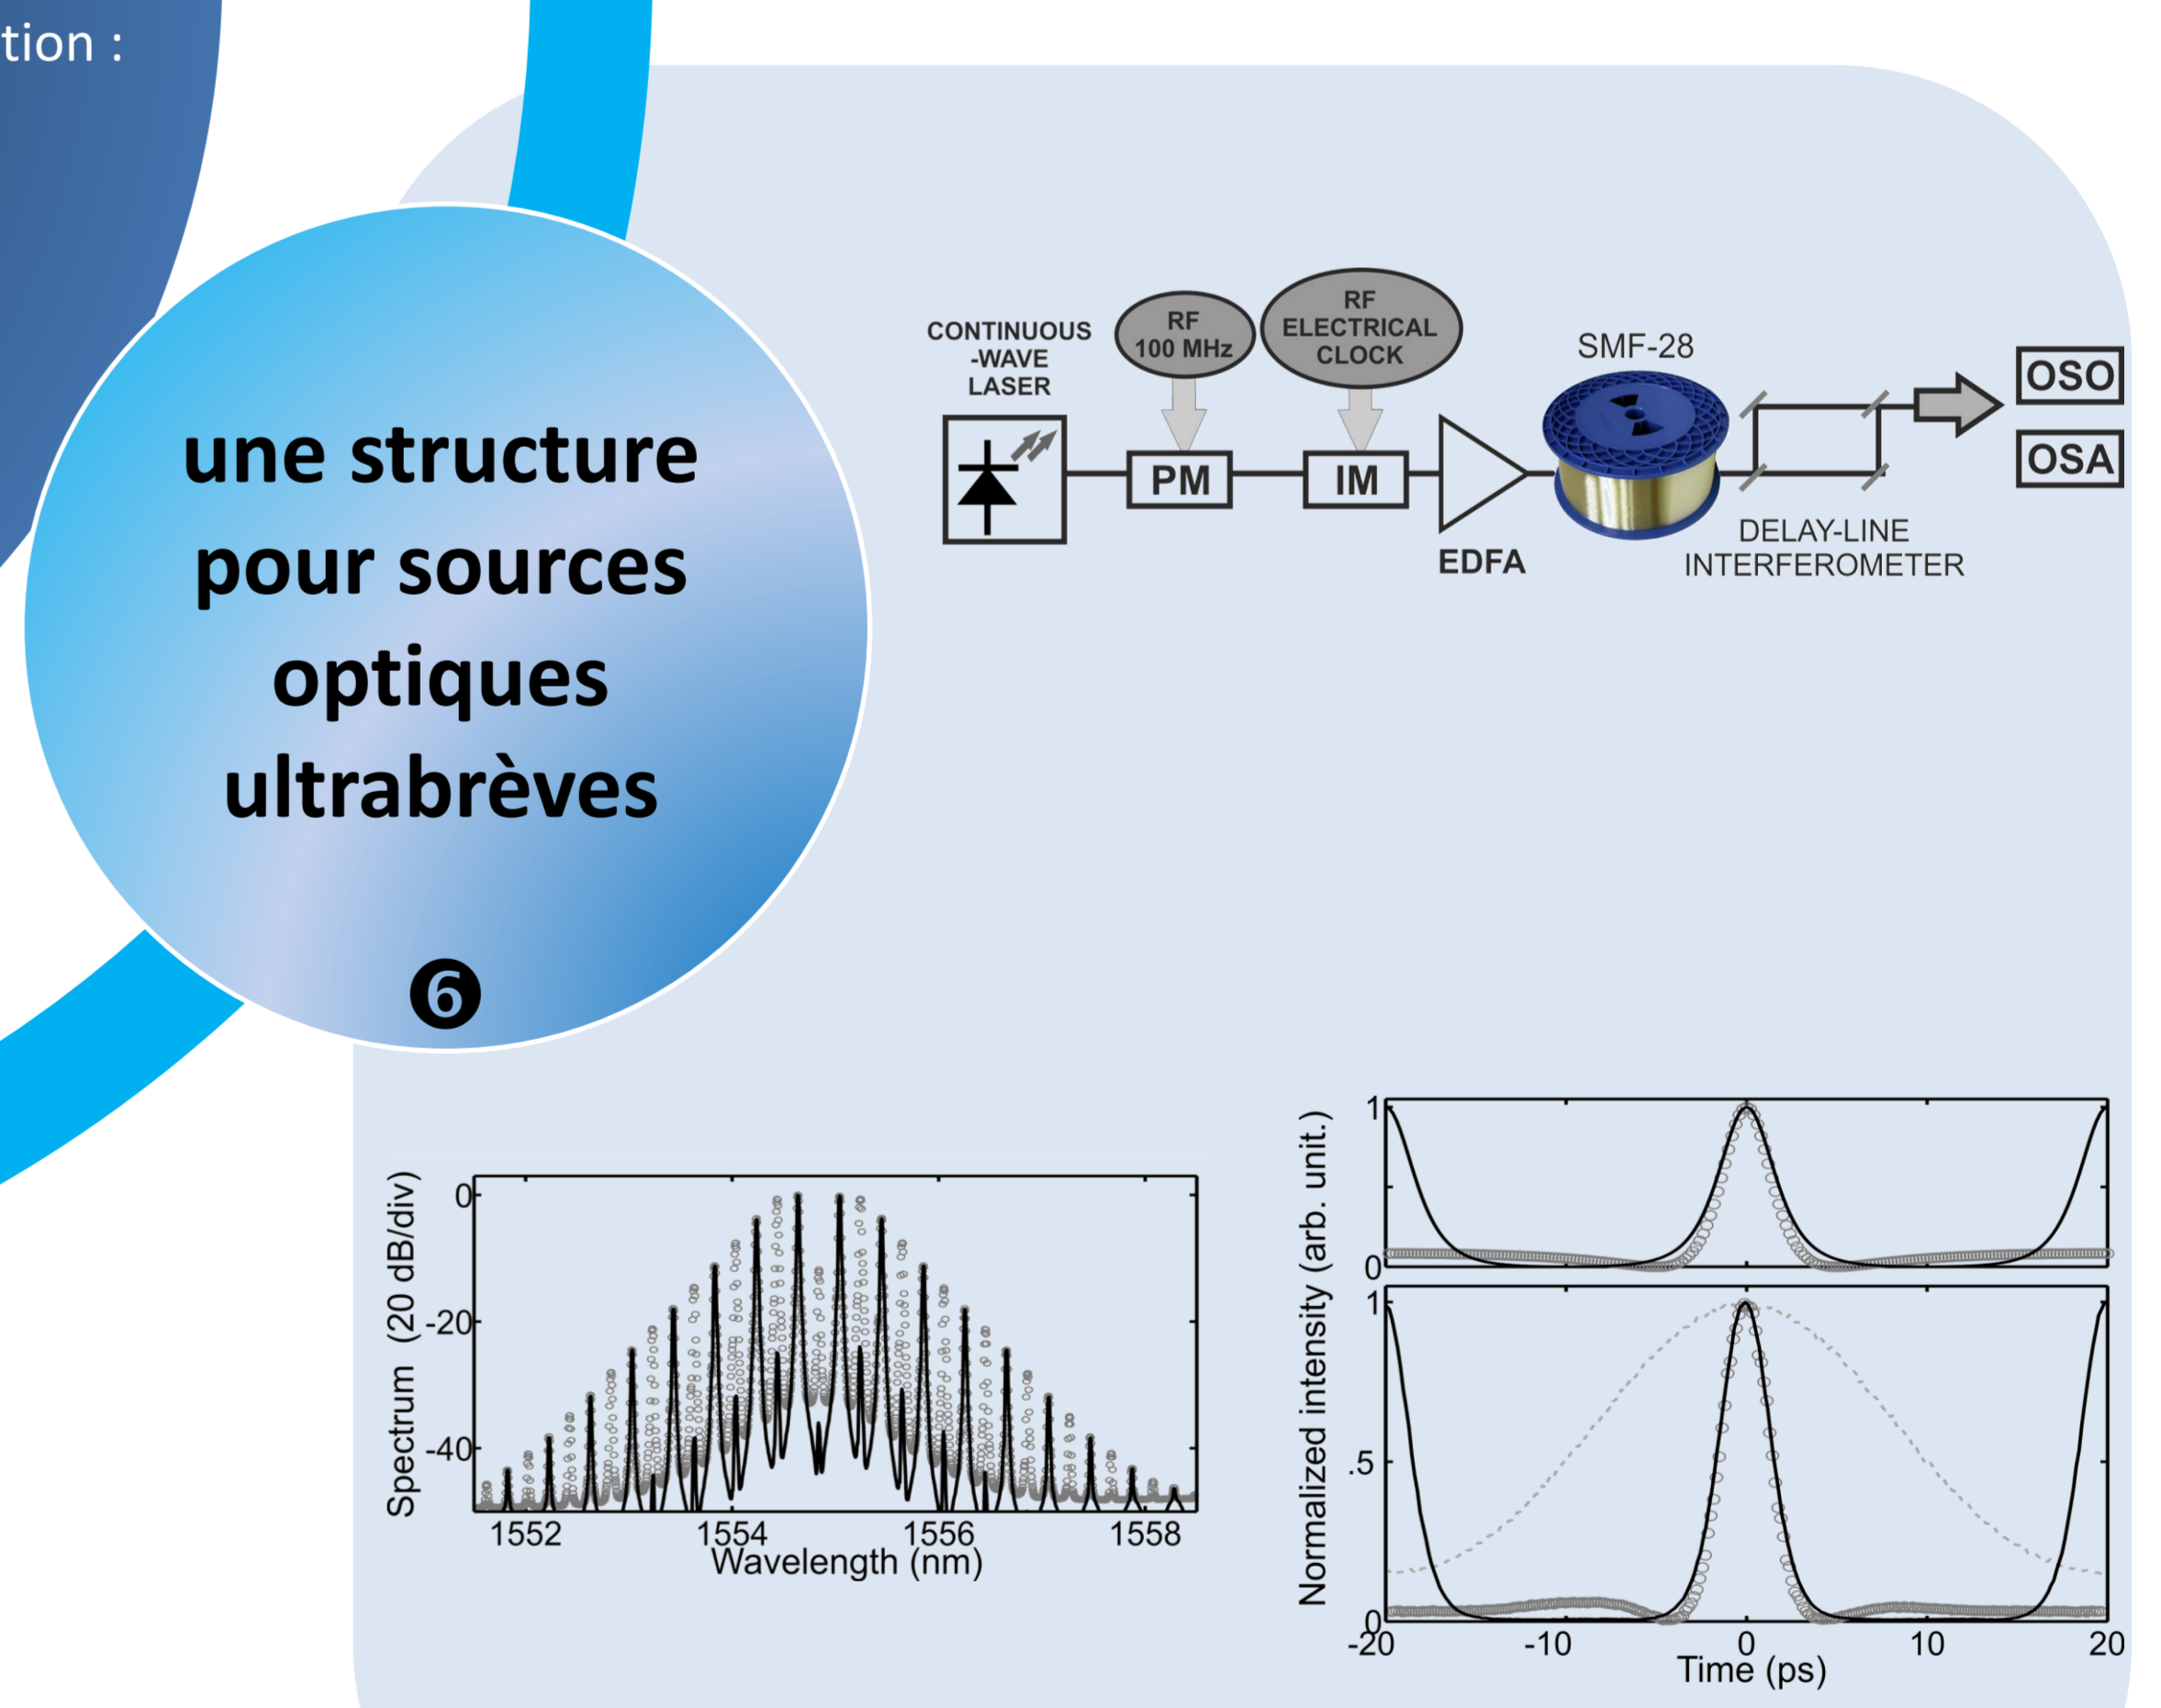 tion :
une structure
pour sources
optiques
ultrabrèves
6
CONTINUOUS
-WAVE
LASER
RF
100 MHz
RF
ELECTRICAL
CLOCK
PM
IM
EDFA
SMF-28
DELAY-LINE
INTERFEROMETER
OSO
OSA
Spectrum (20 dB/div)
0
-20
-40
1552
1554
1556
1558
Wavelength (nm)
Normalized intensity (arb. unit.)
1
0
1
.5
0
-20
-10
0
10
20
Time (ps)